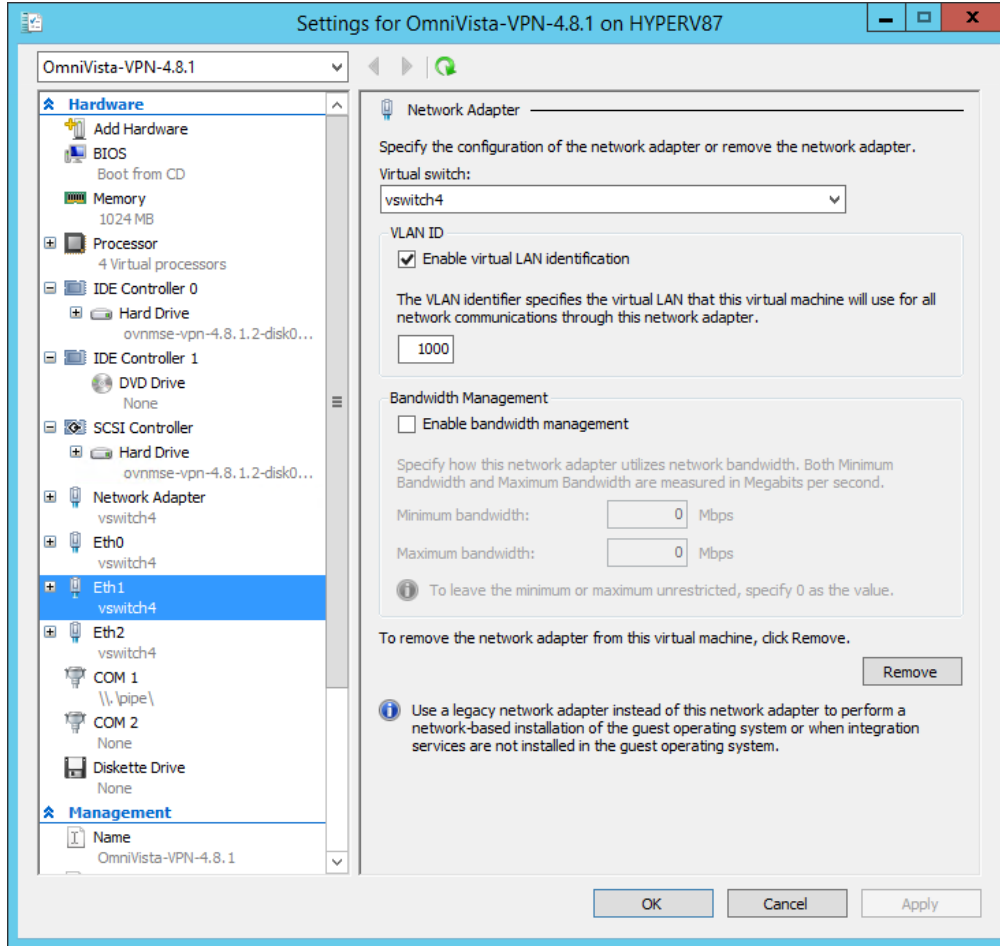 Settings for OmniVista-VPN-4.8.1 on HYPERV87
OmniVista-VPN-4.8.1
Hardware
Add Hardware
BIOS
Boot from CD
Memory
1024 MB
Processor
4 Virtual processors
IDE Controller 0
Hard Drive
ovnmse-vpn-4.8.1.2-disk0...
IDE Controller 1
DVD Drive
None
SCSI Controller
Hard Drive
ovnmse-vpn-4.8.1.2-disk0...
Network Adapter
vswitch4
Eth0
vswitch4
Eth1
vswitch4
Eth2
vswitch4
COM 1
\\.\pipe\
COM 2
None
Diskette Drive
None
Management
Name
OmniVista-VPN-4.8.1
Network Adapter
Specify the configuration of the network adapter or remove the network adapter.
Virtual switch:
vswitch4
VLAN ID
Enable virtual LAN identification
The VLAN identifier specifies the virtual LAN that this virtual machine will use for all
network communications through this network adapter.
1000
Bandwidth Management
Enable bandwidth management
Specify how this network adapter utilizes network bandwidth. Both Minimum
Bandwidth and Maximum Bandwidth are measured in Megabits per second.
Minimum bandwidth: 0 Mbps
Maximum bandwidth: 0 Mbps
To leave the minimum or maximum unrestricted, specify 0 as the value.
To remove the network adapter from this virtual machine, click Remove.
Remove
Use a legacy network adapter instead of this network adapter to perform a
network-based installation of the guest operating system or when integration
services are not installed in the guest operating system.
OK Cancel Apply